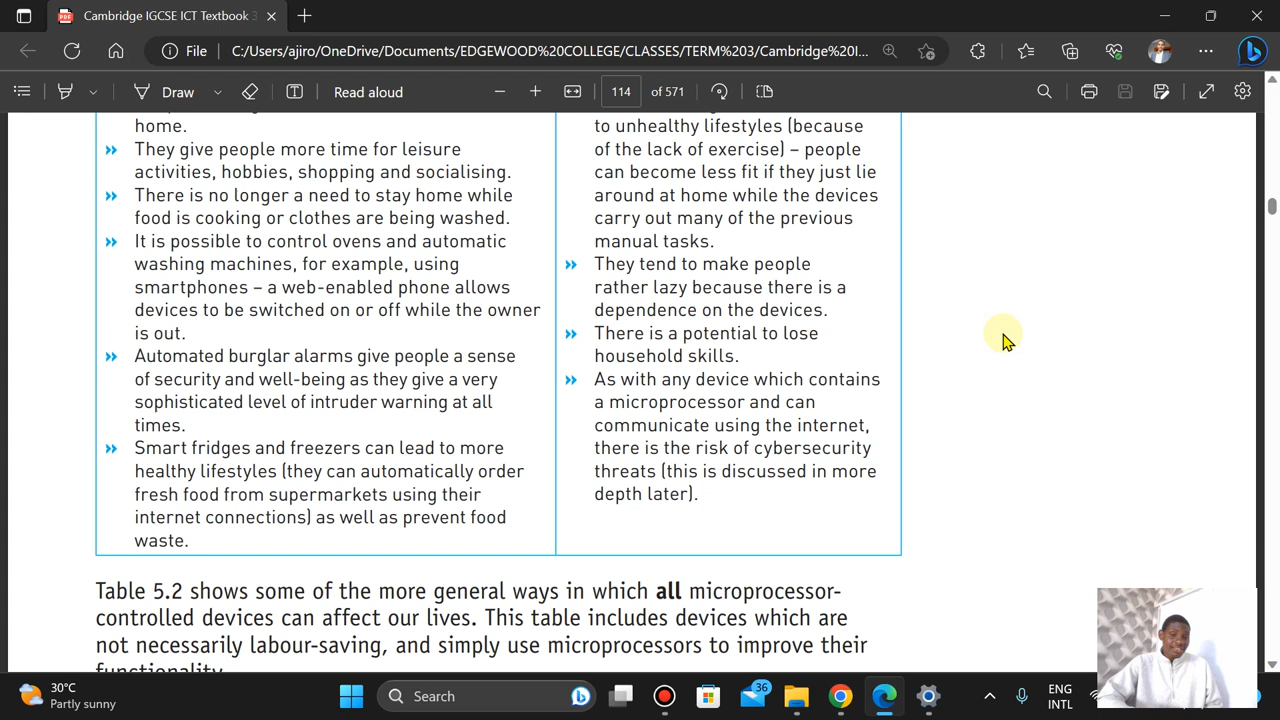 Cambridge IGCSE ICT Textbook 3
File
C:/Users/ajiro/OneDrive/Documents/EDGEWOOD%20COLLEGE/CLASSES/TERM%203/Cambridge%20I...
Draw
Read aloud
114 of 571
home.
» They give people more time for leisure
activities, hobbies, shopping and socialising.
» There is no longer a need to stay home while
food is cooking or clothes are being washed.
» It is possible to control ovens and automatic
washing machines, for example, using
smartphones – a web-enabled phone allows
devices to be switched on or off while the owner
is out.
» Automated burglar alarms give people a sense
of security and well-being as they give a very
sophisticated level of intruder warning at all
times.
» Smart fridges and freezers can lead to more
healthy lifestyles (they can automatically order
fresh food from supermarkets using their
internet connections) as well as prevent food
waste.
to unhealthy lifestyles (because
of the lack of exercise) – people
can become less fit if they just lie
around at home while the devices
carry out many of the previous
manual tasks.
» They tend to make people
rather lazy because there is a
dependence on the devices.
» There is a potential to lose
household skills.
» As with any device which contains
a microprocessor and can
communicate using the internet,
there is the risk of cybersecurity
threats (this is discussed in more
depth later).
Table 5.2 shows some of the more general ways in which all microprocessor-
controlled devices can affect our lives. This table includes devices which are
not necessarily labour-saving, and simply use microprocessors to improve their
functionality.
30°C
Partly sunny
Search
36
ENG
INTL